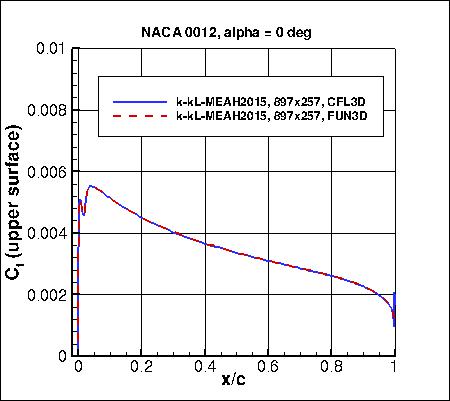 NACA 0012, alpha = 0 deg
0.01
k-kL-MEAH2015, 897x257, CFL3D
k-kL-MEAH2015, 897x257, FUN3D
0.008
0.006
0.004
0.002
0
Cf (upper surface)
0 0.2 0.4 0.6 0.8 1
x/c